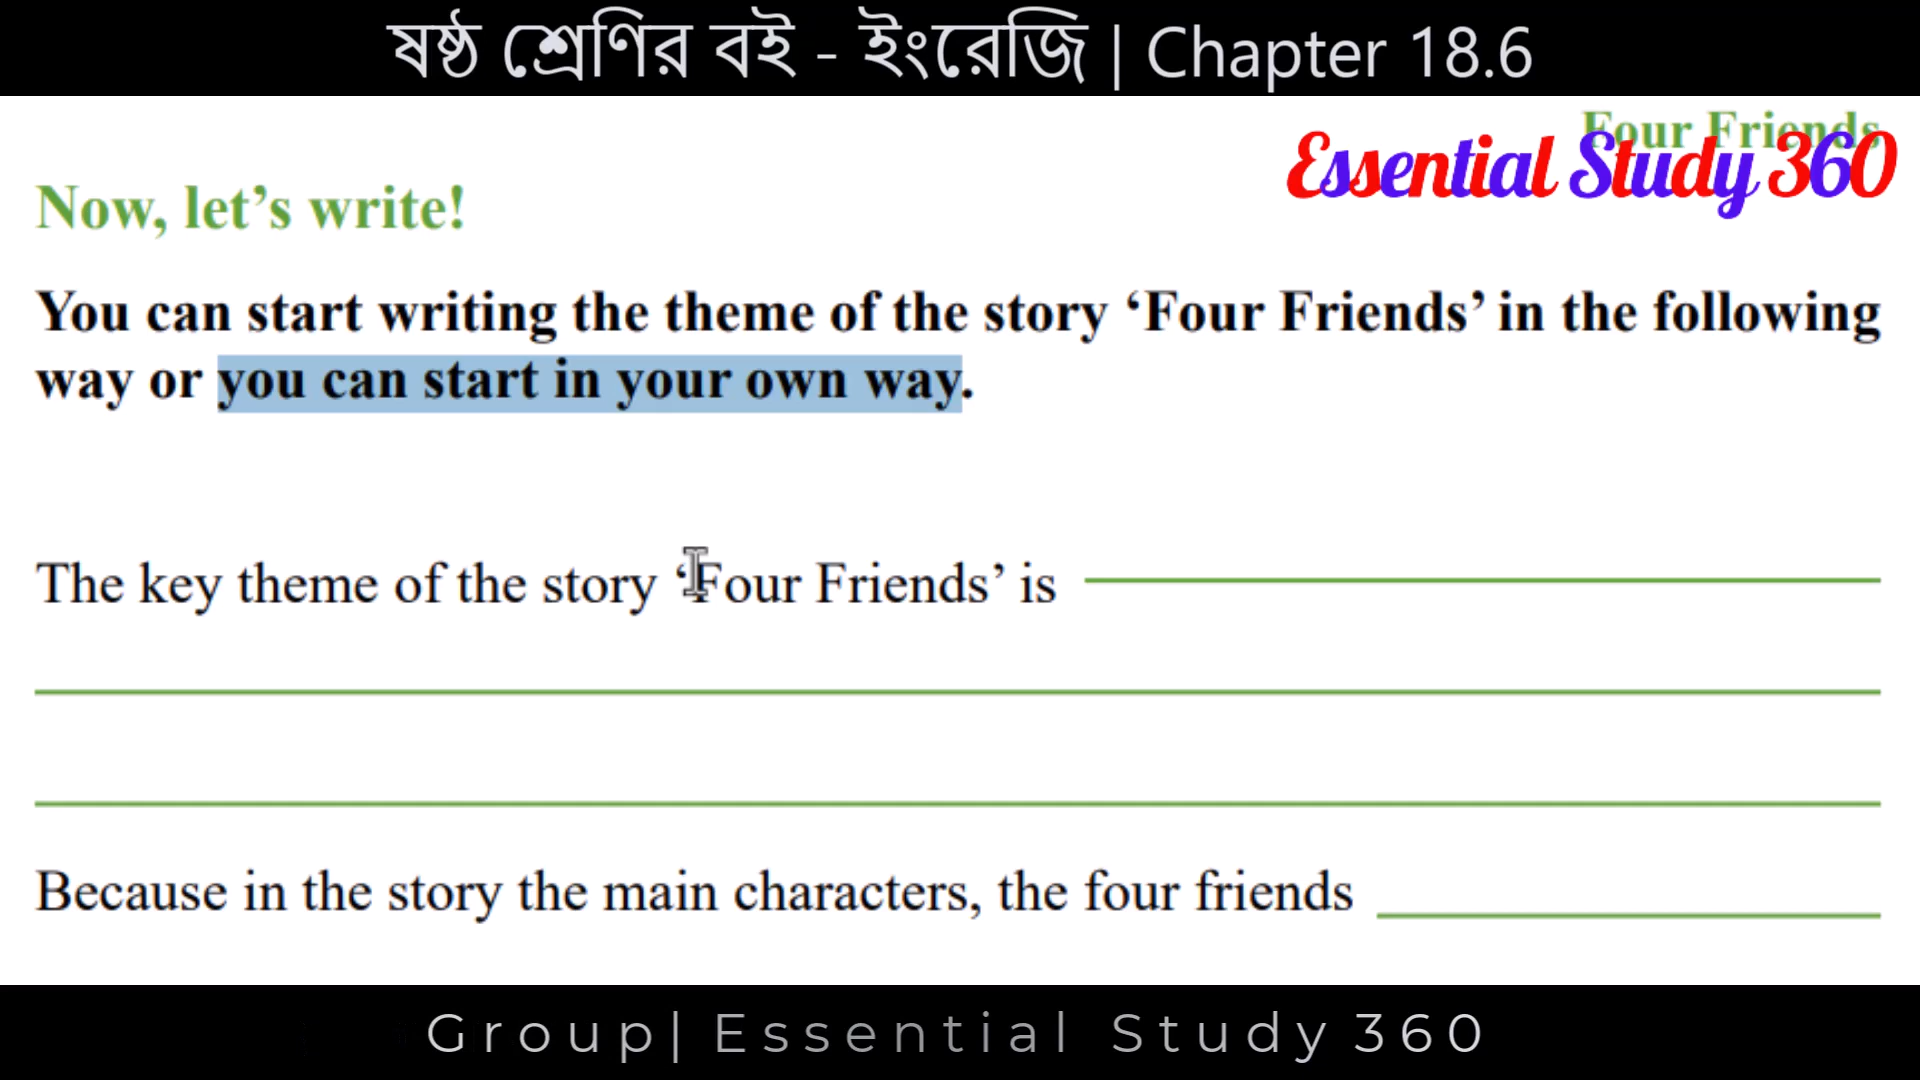 ষষ্ঠ শ্রেণির বই - ইংরেজি | Chapter 18.6
Four Friends
Essential Study 360
Now, let’s write!
You can start writing the theme of the story ‘Four Friends’ in the following
way or you can start in your own way.
The key theme of the story ‘Four Friends’ is
Because in the story the main characters, the four friends
Group| Essential Study 360